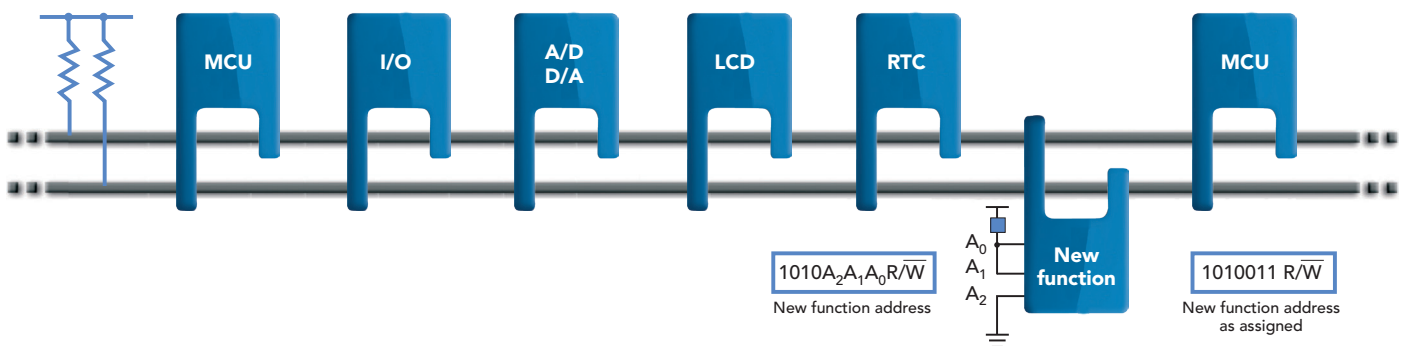 MCU
I/O
A/D
D/A
LCD
RTC
MCU
A₀
A₁
A₂
New
function
1010A₂A₁A₀R/W̅
New function address
1010011 R/W̅
New function address
as assigned